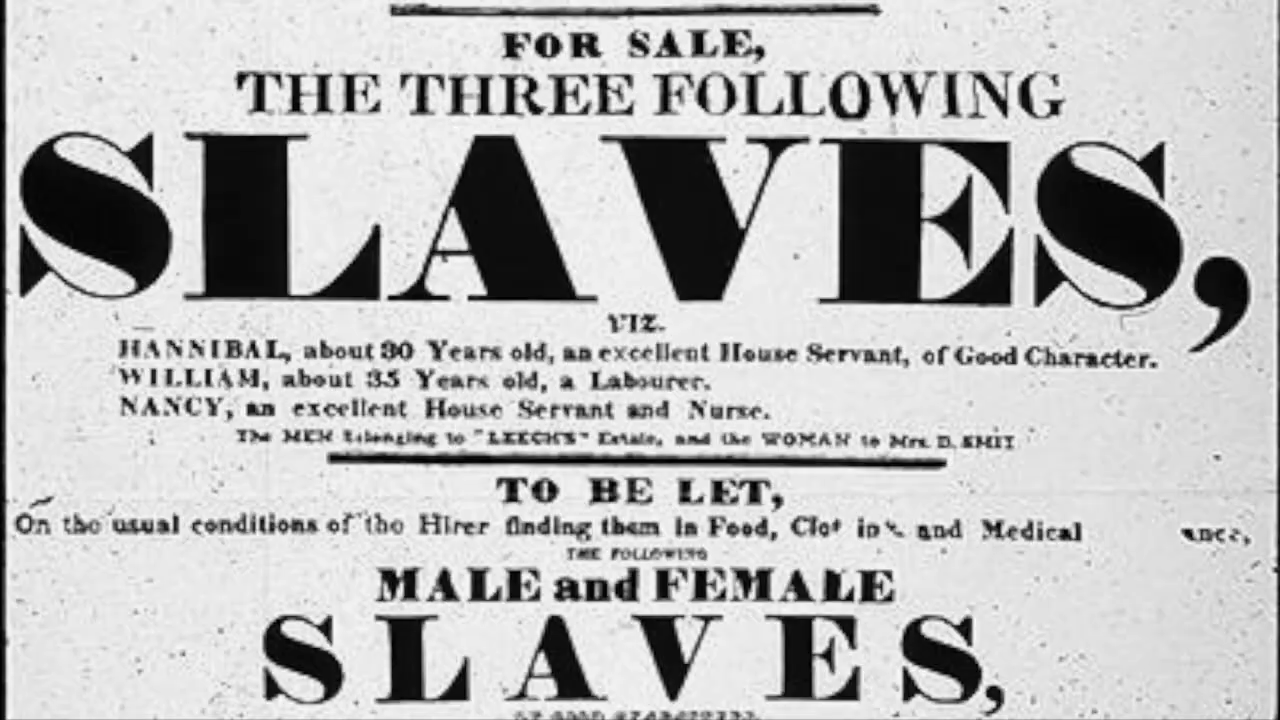 FOR SALE,
THE THREE FOLLOWING
SLAVES,
VIZ.
HANNIBAL, about 30 Years old, an excellent House Servant, of Good Character.
WILLIAM, about 35 Years old, a Labourer.
NANCY, an excellent House Servant and Nurse.
The MEN Belonging to "LEECH'S" Estate, and the WOMAN to Mrs. D. SMIT
TO BE LET,
On the usual conditions of the Hirer finding them in Food, Clo in and Medical ance,
THE FOLLOWING
MALE and FEMALE
SLAVES,